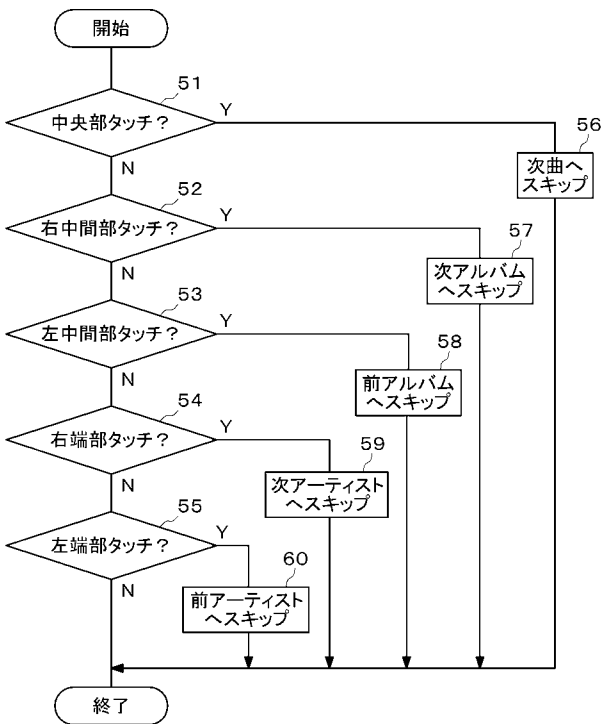 開始
51
中央部タッチ？
Y
N
56
次曲へ
スキップ
52
右中間部タッチ？
Y
N
57
次アルバム
へスキップ
53
左中間部タッチ？
Y
N
58
前アルバム
へスキップ
54
右端部タッチ？
Y
N
59
次アーティスト
へスキップ
55
左端部タッチ？
Y
N
60
前アーティスト
へスキップ
終了